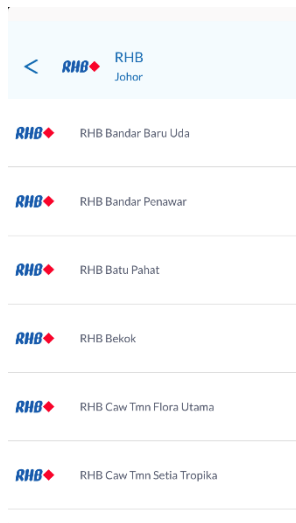 RHB
RHB
Johor
RHB
RHB Bandar Baru Uda
RHB
RHB Bandar Penawar
RHB
RHB Batu Pahat
RHB
RHB Bekok
RHB
RHB Caw Tmn Flora Utama
RHB
RHB Caw Tmn Setia Tropika